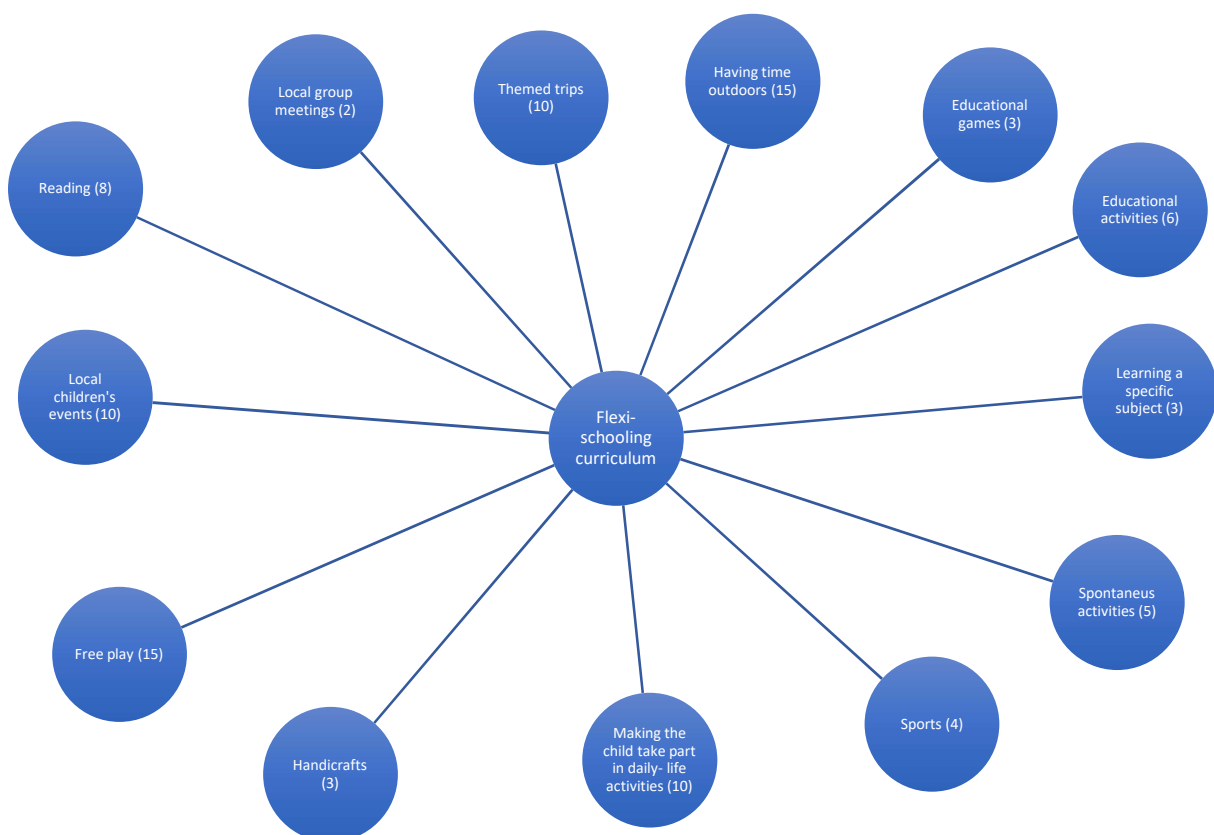 Having time
outdoors (15)
Themed trips
(10)
Local group
meetings (2)
Educational
games (3)
Reading (8)
Educational
activities (6)
Local
children's
events (10)
Flexi-
schooling
curriculum
Learning a
specific
subject (3)
Spontaneus
activities (5)
Free play (15)
Sports (4)
Handicrafts
(3)
Making the
child take part
in daily- life
activities (10)